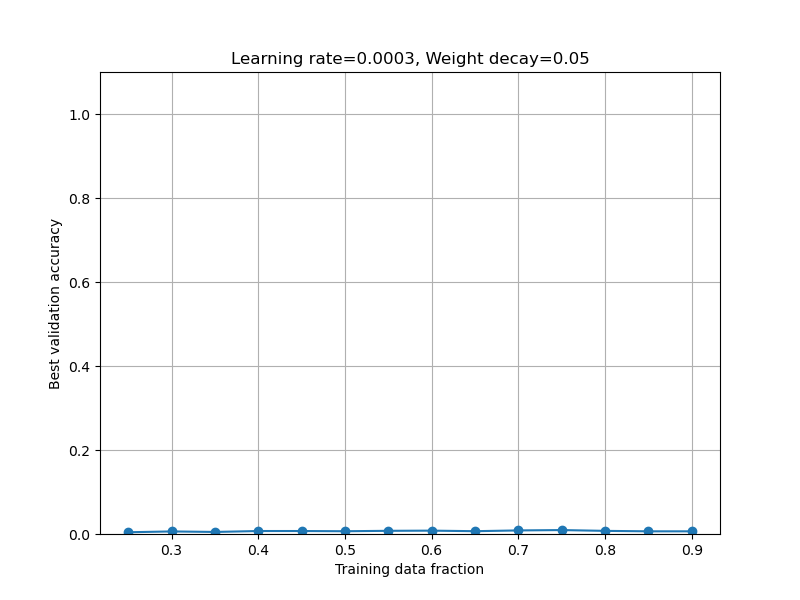 Learning rate=0.0003, Weight decay=0.05
1.0
0.8
0.6
0.4
0.2
0.0
Best validation accuracy
0.3 0.4 0.5 0.6 0.7 0.8 0.9
Training data fraction